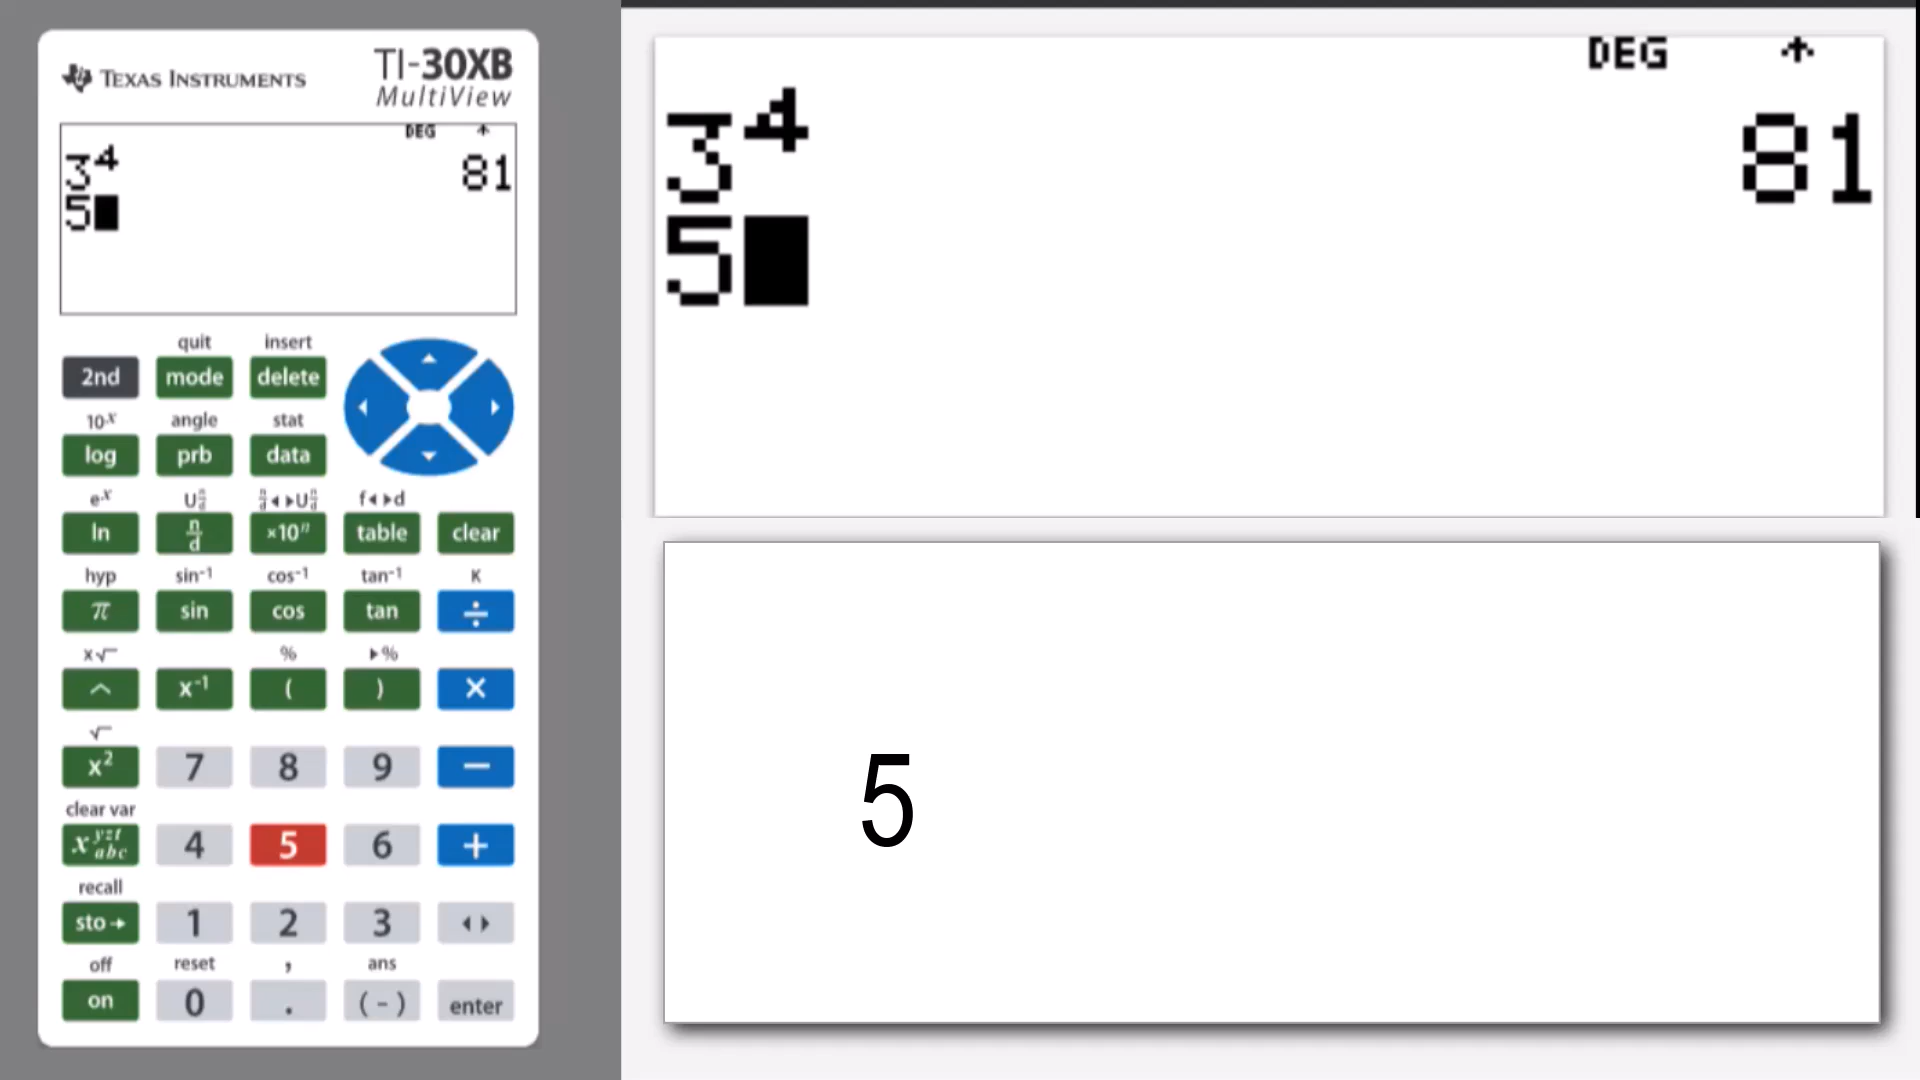 TEXAS INSTRUMENTS
TI-30XB
MultiView
DEG
3⁴ 81
5
quit insert
2nd mode delete
10ˣ angle stat
log prb data
eˣ U n/d n/d ◂ ▸ U n/d f ◂ ▸ d
ln n/d ×10ⁿ table clear
hyp sin⁻¹ cos⁻¹ tan⁻¹ K
π sin cos tan ÷
x√ % ▸%
^ x⁻¹ ( ) ×
√
x² 7 8 9 −
clear var
x yzt abc 4 5 6 +
recall
sto→ 1 2 3 ◂ ▸
off reset , ans
on 0 . (-) enter
DEG
3⁴ 81
5
5